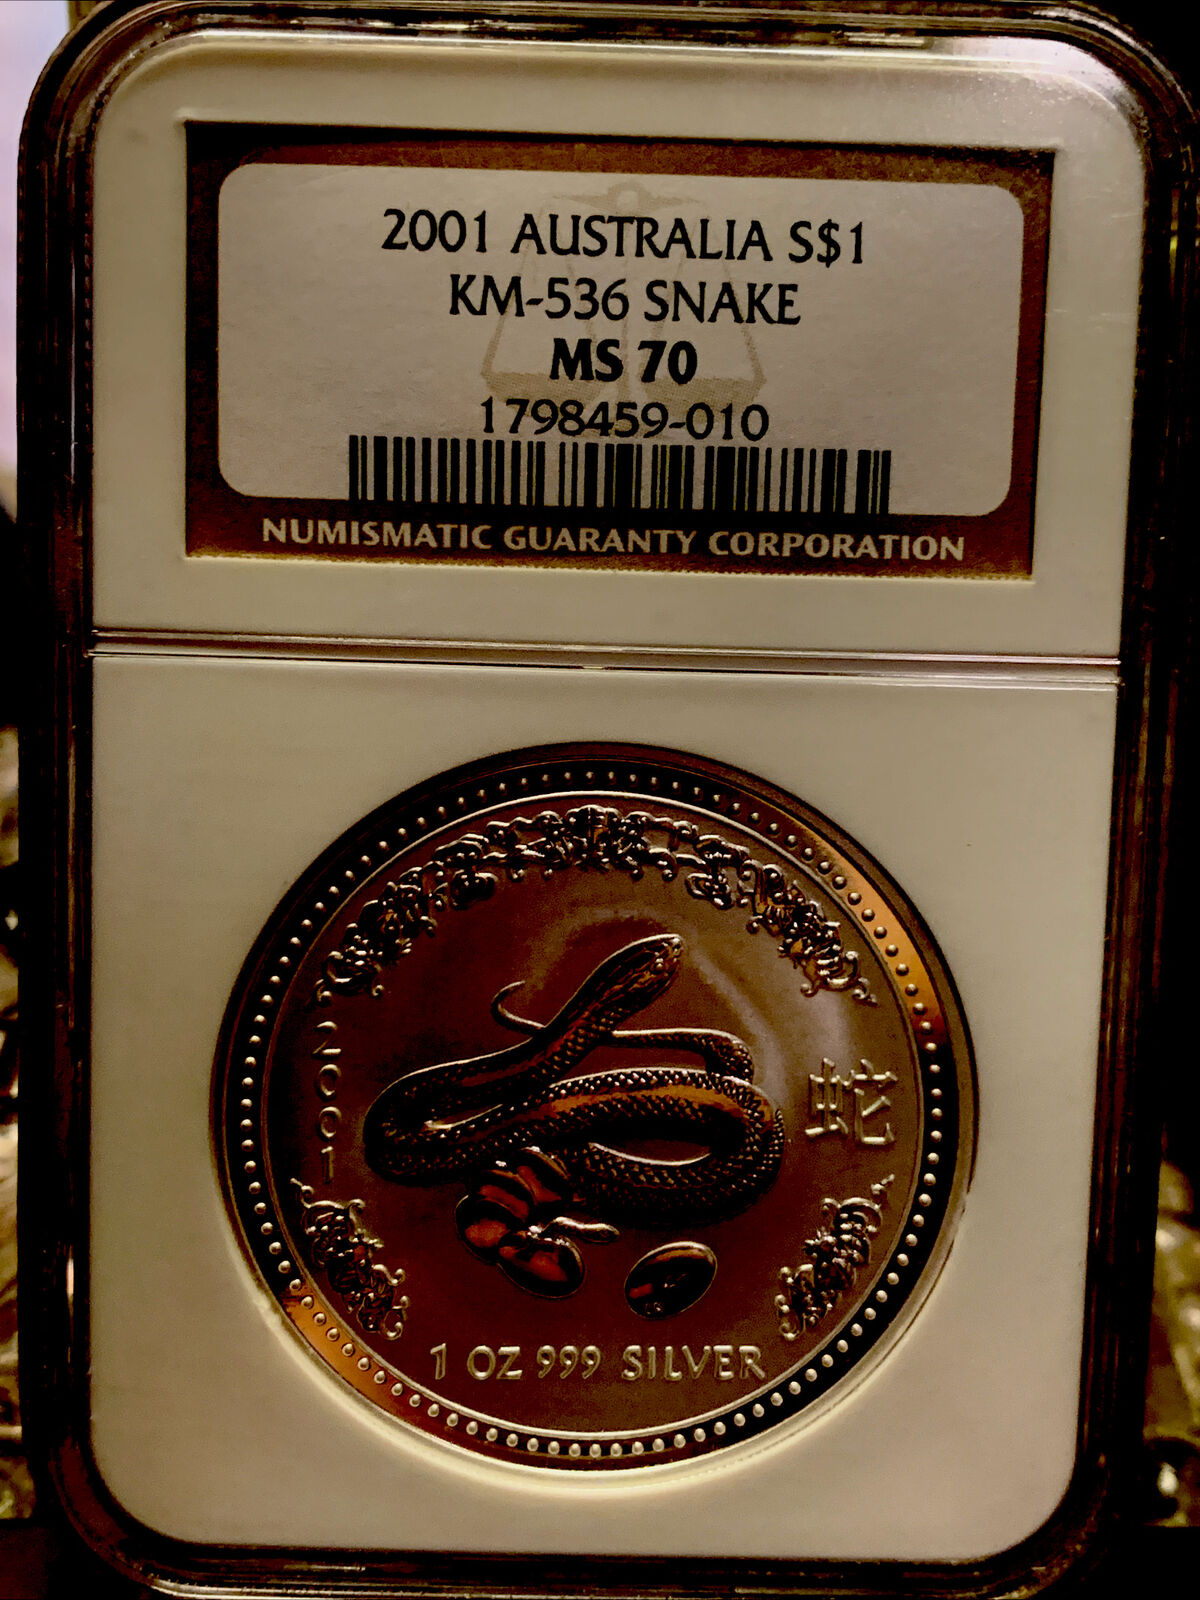 2001 AUSTRALIA S$1
KM-536 SNAKE
MS 70
1798459-010
NUMISMATIC GUARANTY CORPORATION
2001
蛇
1 OZ 999 SILVER